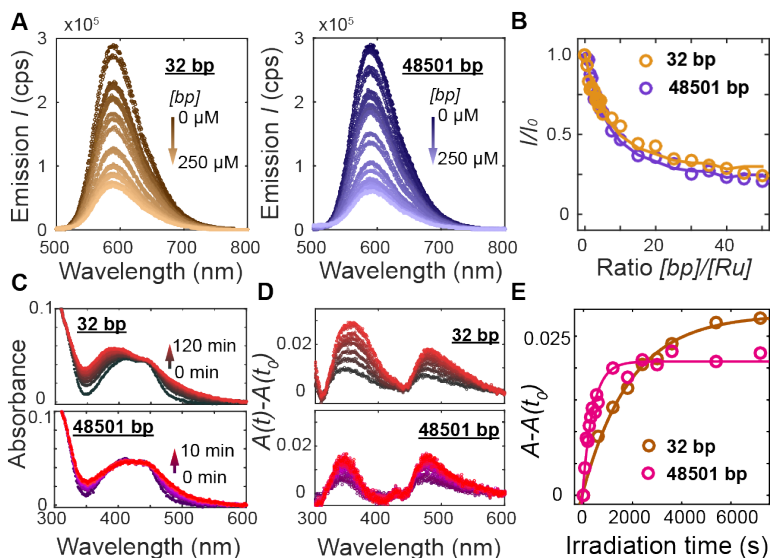 A
x10⁵
3
2
1
0
Emission I (cps)
32 bp
[bp]
0 µM
250 µM
500 600 700 800
Wavelength (nm)
x10⁵
3
2
1
0
Emission I (cps)
48501 bp
[bp]
0 µM
250 µM
500 600 700 800
Wavelength (nm)
B
1
0.5
0
I/I₀
32 bp
48501 bp
0 20 40
Ratio [bp]/[Ru]
C
Absorbance
0.1
32 bp
120 min
0 min
0
0.1
48501 bp
10 min
0 min
0
300 400 500 600
Wavelength (nm)
D
A(t)-A(t₀)
0.02
0
32 bp
0.02
0
48501 bp
300 400 500 600
Wavelength (nm)
E
A-A(t₀)
0.025
0
32 bp
48501 bp
0 2000 4000 6000
Irradiation time (s)